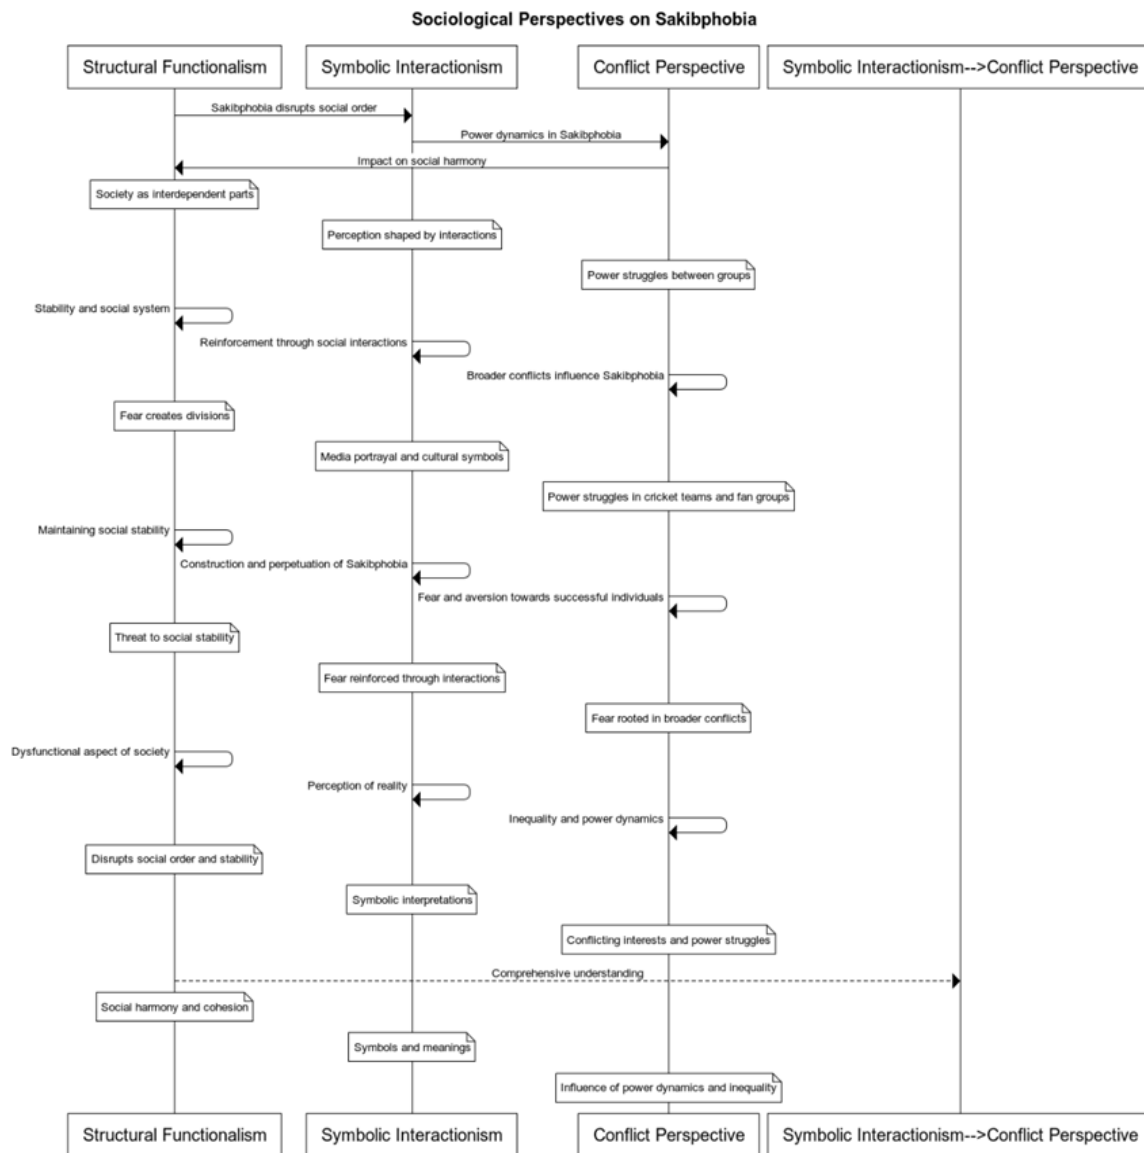 Sociological Perspectives on Sakibphobia
Structural Functionalism
Symbolic Interactionism
Conflict Perspective
Symbolic Interactionism-->Conflict Perspective
Sakibphobia disrupts social order
Power dynamics in Sakibphobia
Impact on social harmony
Society as interdependent parts
Perception shaped by interactions
Power struggles between groups
Stability and social system
Reinforcement through social interactions
Broader conflicts influence Sakibphobia
Fear creates divisions
Media portrayal and cultural symbols
Power struggles in cricket teams and fan groups
Maintaining social stability
Construction and perpetuation of Sakibphobia
Fear and aversion towards successful individuals
Threat to social stability
Fear reinforced through interactions
Fear rooted in broader conflicts
Dysfunctional aspect of society
Perception of reality
Inequality and power dynamics
Disrupts social order and stability
Symbolic interpretations
Conflicting interests and power struggles
Comprehensive understanding
Social harmony and cohesion
Symbols and meanings
Influence of power dynamics and inequality
Structural Functionalism
Symbolic Interactionism
Conflict Perspective
Symbolic Interactionism-->Conflict Perspective